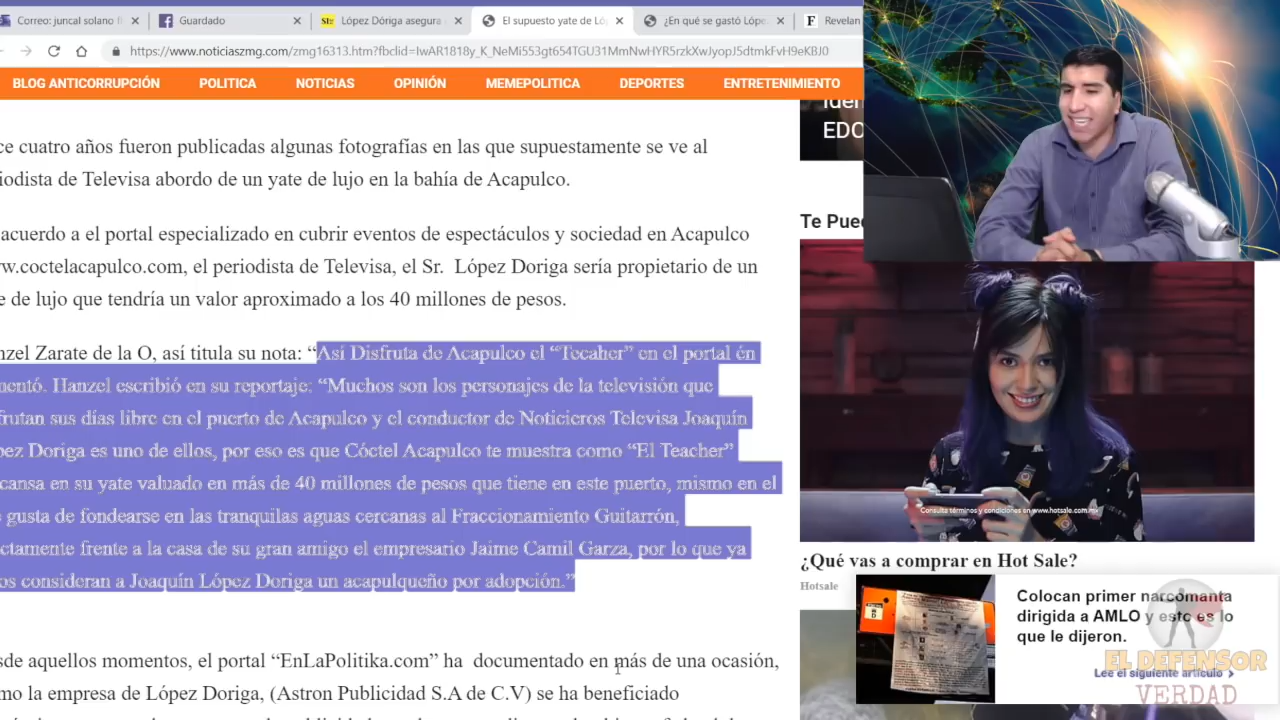 Correo: juncal solano f
Guardado
López Dóriga asegura
El supuesto yate de Ló
¿En qué se gastó Lópe
Revelan
https://www.noticiaszmg.com/zmg16313.htm?fbclid=IwAR1818y_K_NeMi553gt654TGU31MmNwHYR5rzkXwJyopJ5dtmkFvH9eKBJ0
BLOG ANTICORRUPCIÓN
POLITICA
NOTICIAS
OPINIÓN
MEMEPOLITICA
DEPORTES
ENTRETENIMIENTO
ce cuatro años fueron publicadas algunas fotografías en las que supuestamente se ve al
iodista de Televisa abordo de un yate de lujo en la bahía de Acapulco.
acuerdo a el portal especializado en cubrir eventos de espectáculos y sociedad en Acapulco
w.coctelacapulco.com, el periodista de Televisa, el Sr. López Doriga sería propietario de un
e de lujo que tendría un valor aproximado a los 40 millones de pesos.
nzel Zarate de la O, así titula su nota: “Así Disfruta de Acapulco el “Tecaher” en el portal én
mentó. Hanzel escribió en su reportaje: “Muchos son los personajes de la televisión que
frutan sus días libre en el puerto de Acapulco y el conductor de Noticieros Televisa Joaquín
pez Doriga es uno de ellos, por eso es que Cóctel Acapulco te muestra como “El Teacher”
cansa en su yate valuado en más de 40 millones de pesos que tiene en este puerto, mismo en el
gusta de fondearse en las tranquilas aguas cercanas al Fraccionamiento Guitarrón,
ctamente frente a la casa de su gran amigo el empresario Jaime Camil Garza, por lo que ya
os consideran a Joaquín López Doriga un acapulqueño por adopción.”
sde aquellos momentos, el portal “EnLaPolitika.com” ha documentado en más de una ocasión,
mo la empresa de López Doriga, (Astron Publicidad S.A de C.V) se ha beneficiado
EDO
Te Pue
Consulta términos y condiciones en www.hotsale.com.mx
¿Qué vas a comprar en Hot Sale?
Hotsale
Colocan primer narcomanta
dirigida a AMLO y esto es lo
que le dijeron.
Lee el siguiente artículo
EL DEFENSOR
VERDAD